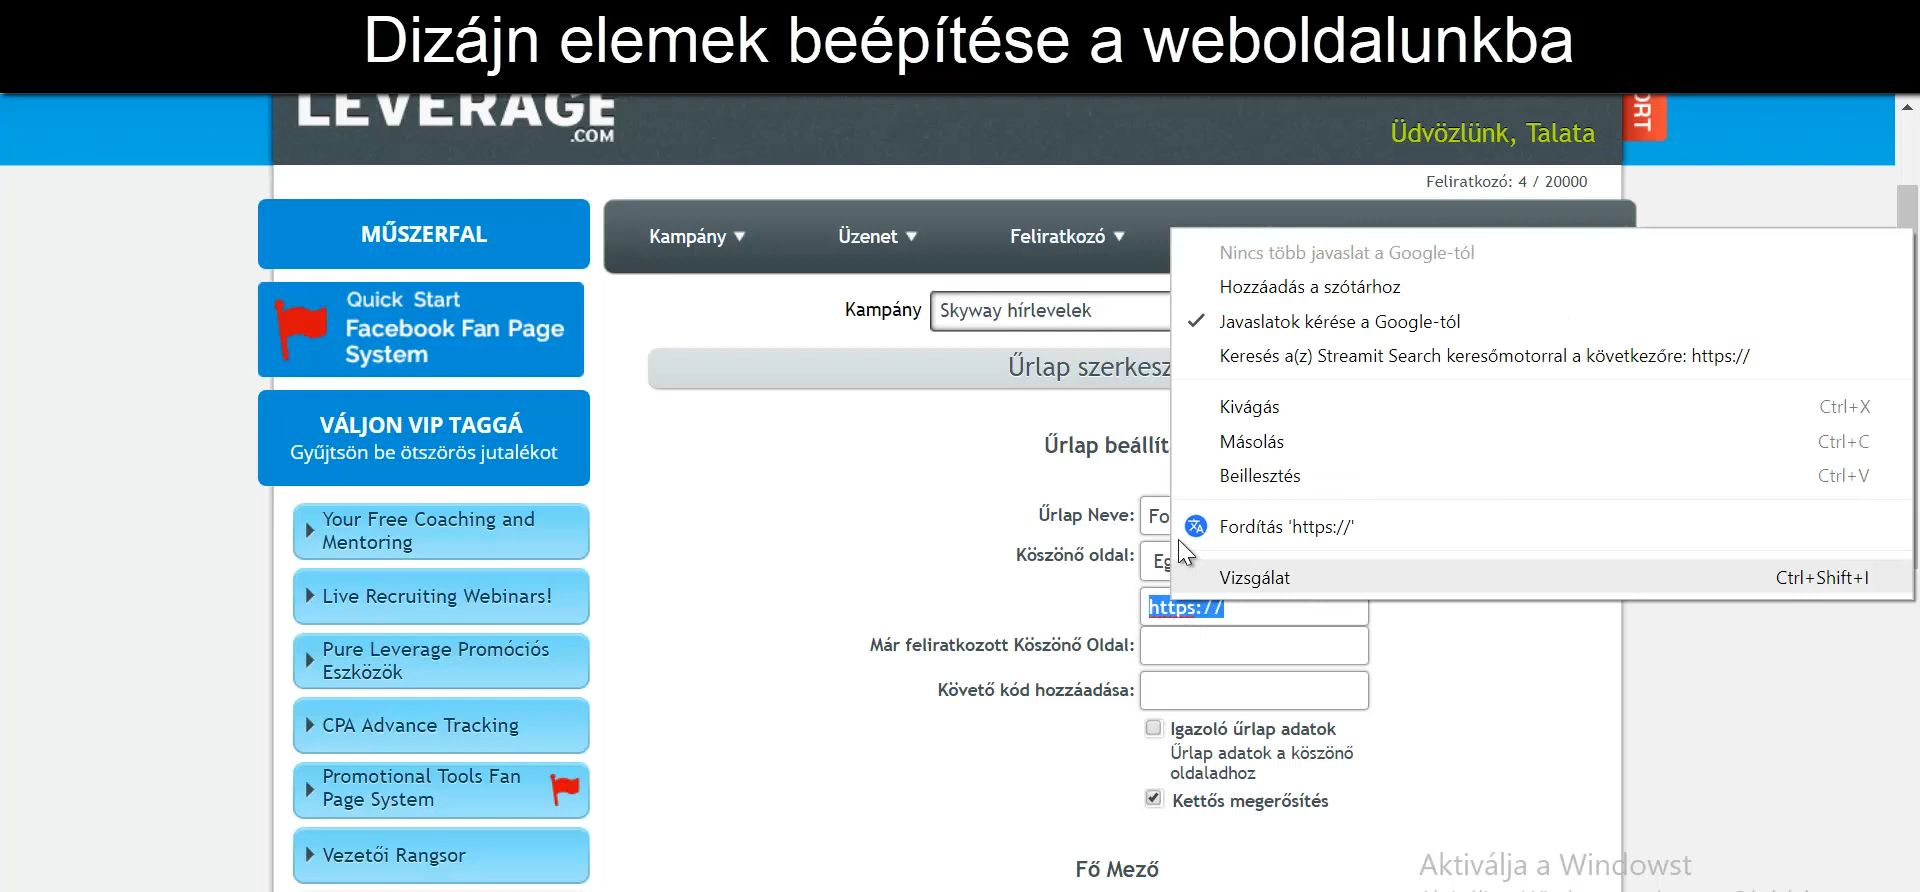 Dizájn elemek beépítése a weboldalunkba
LEVERAGE
.COM
ORT
Üdvözlünk, Talata
Feliratkozó: 4 / 20000
MŰSZERFAL
Kampány ▼
Üzenet ▼
Feliratkozó ▼
Quick Start
Facebook Fan Page
System
VÁLJON VIP TAGGÁ
Gyűjtsön be ötszörös jutalékot
Your Free Coaching and
Mentoring
Live Recruiting Webinars!
Pure Leverage Promóciós
Eszközök
CPA Advance Tracking
Promotional Tools Fan
Page System
Vezetői Rangsor
Kampány
Skyway hírlevelek
Űrlap szerkesz
Űrlap beállít
Űrlap Neve:
Fo
Köszönő oldal:
Eg
https://
Már feliratkozott Köszönő Oldal:
Követő kód hozzáadása:
Igazoló űrlap adatok
Űrlap adatok a köszönő
oldaladhoz
Kettős megerősítés
Fő Mező
Nincs több javaslat a Google-tól
Hozzáadás a szótárhoz
Javaslatok kérése a Google-tól
Keresés a(z) Streamit Search keresőmotorral a következőre: https://
Kivágás Ctrl+X
Másolás Ctrl+C
Beillesztés Ctrl+V
Fordítás 'https://'
Vizsgálat Ctrl+Shift+I
Aktiválja a Windowst